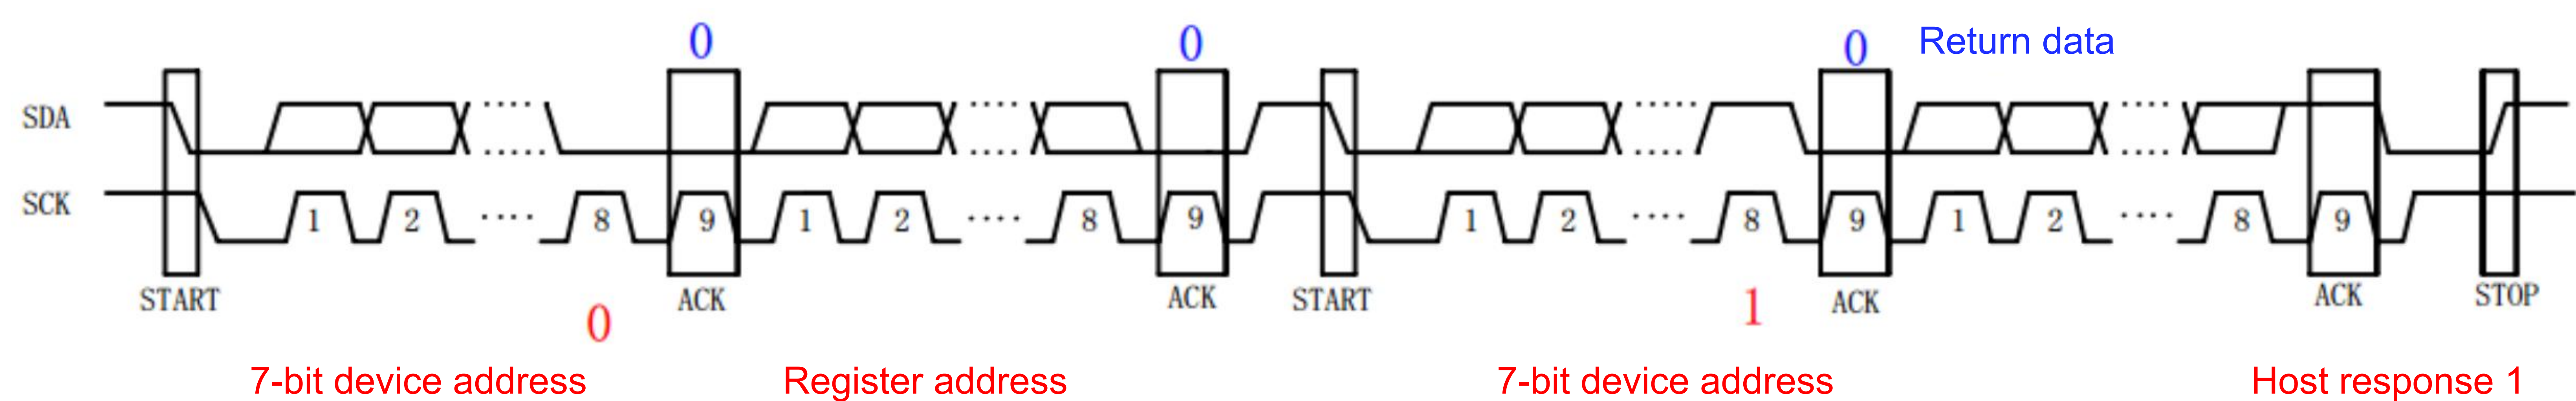 0 0 0 Return data
SDA
SCK 1 2 8 9 1 2 8 9 1 2 8 9 1 2 8 9
START ACK ACK START ACK ACK STOP
0 1
7-bit device address Register address 7-bit device address Host response 1